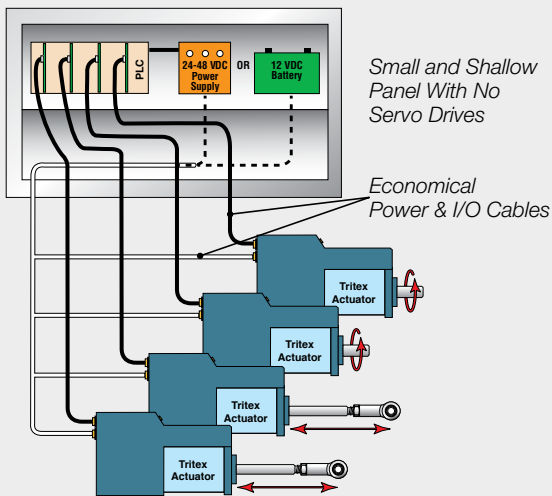 PLC
24-48 VDC
Power
Supply
OR
12 VDC
Battery
Small and Shallow
Panel With No
Servo Drives
Economical
Power & I/O Cables
Tritex
Actuator
Tritex
Actuator
Tritex
Actuator
Tritex
Actuator